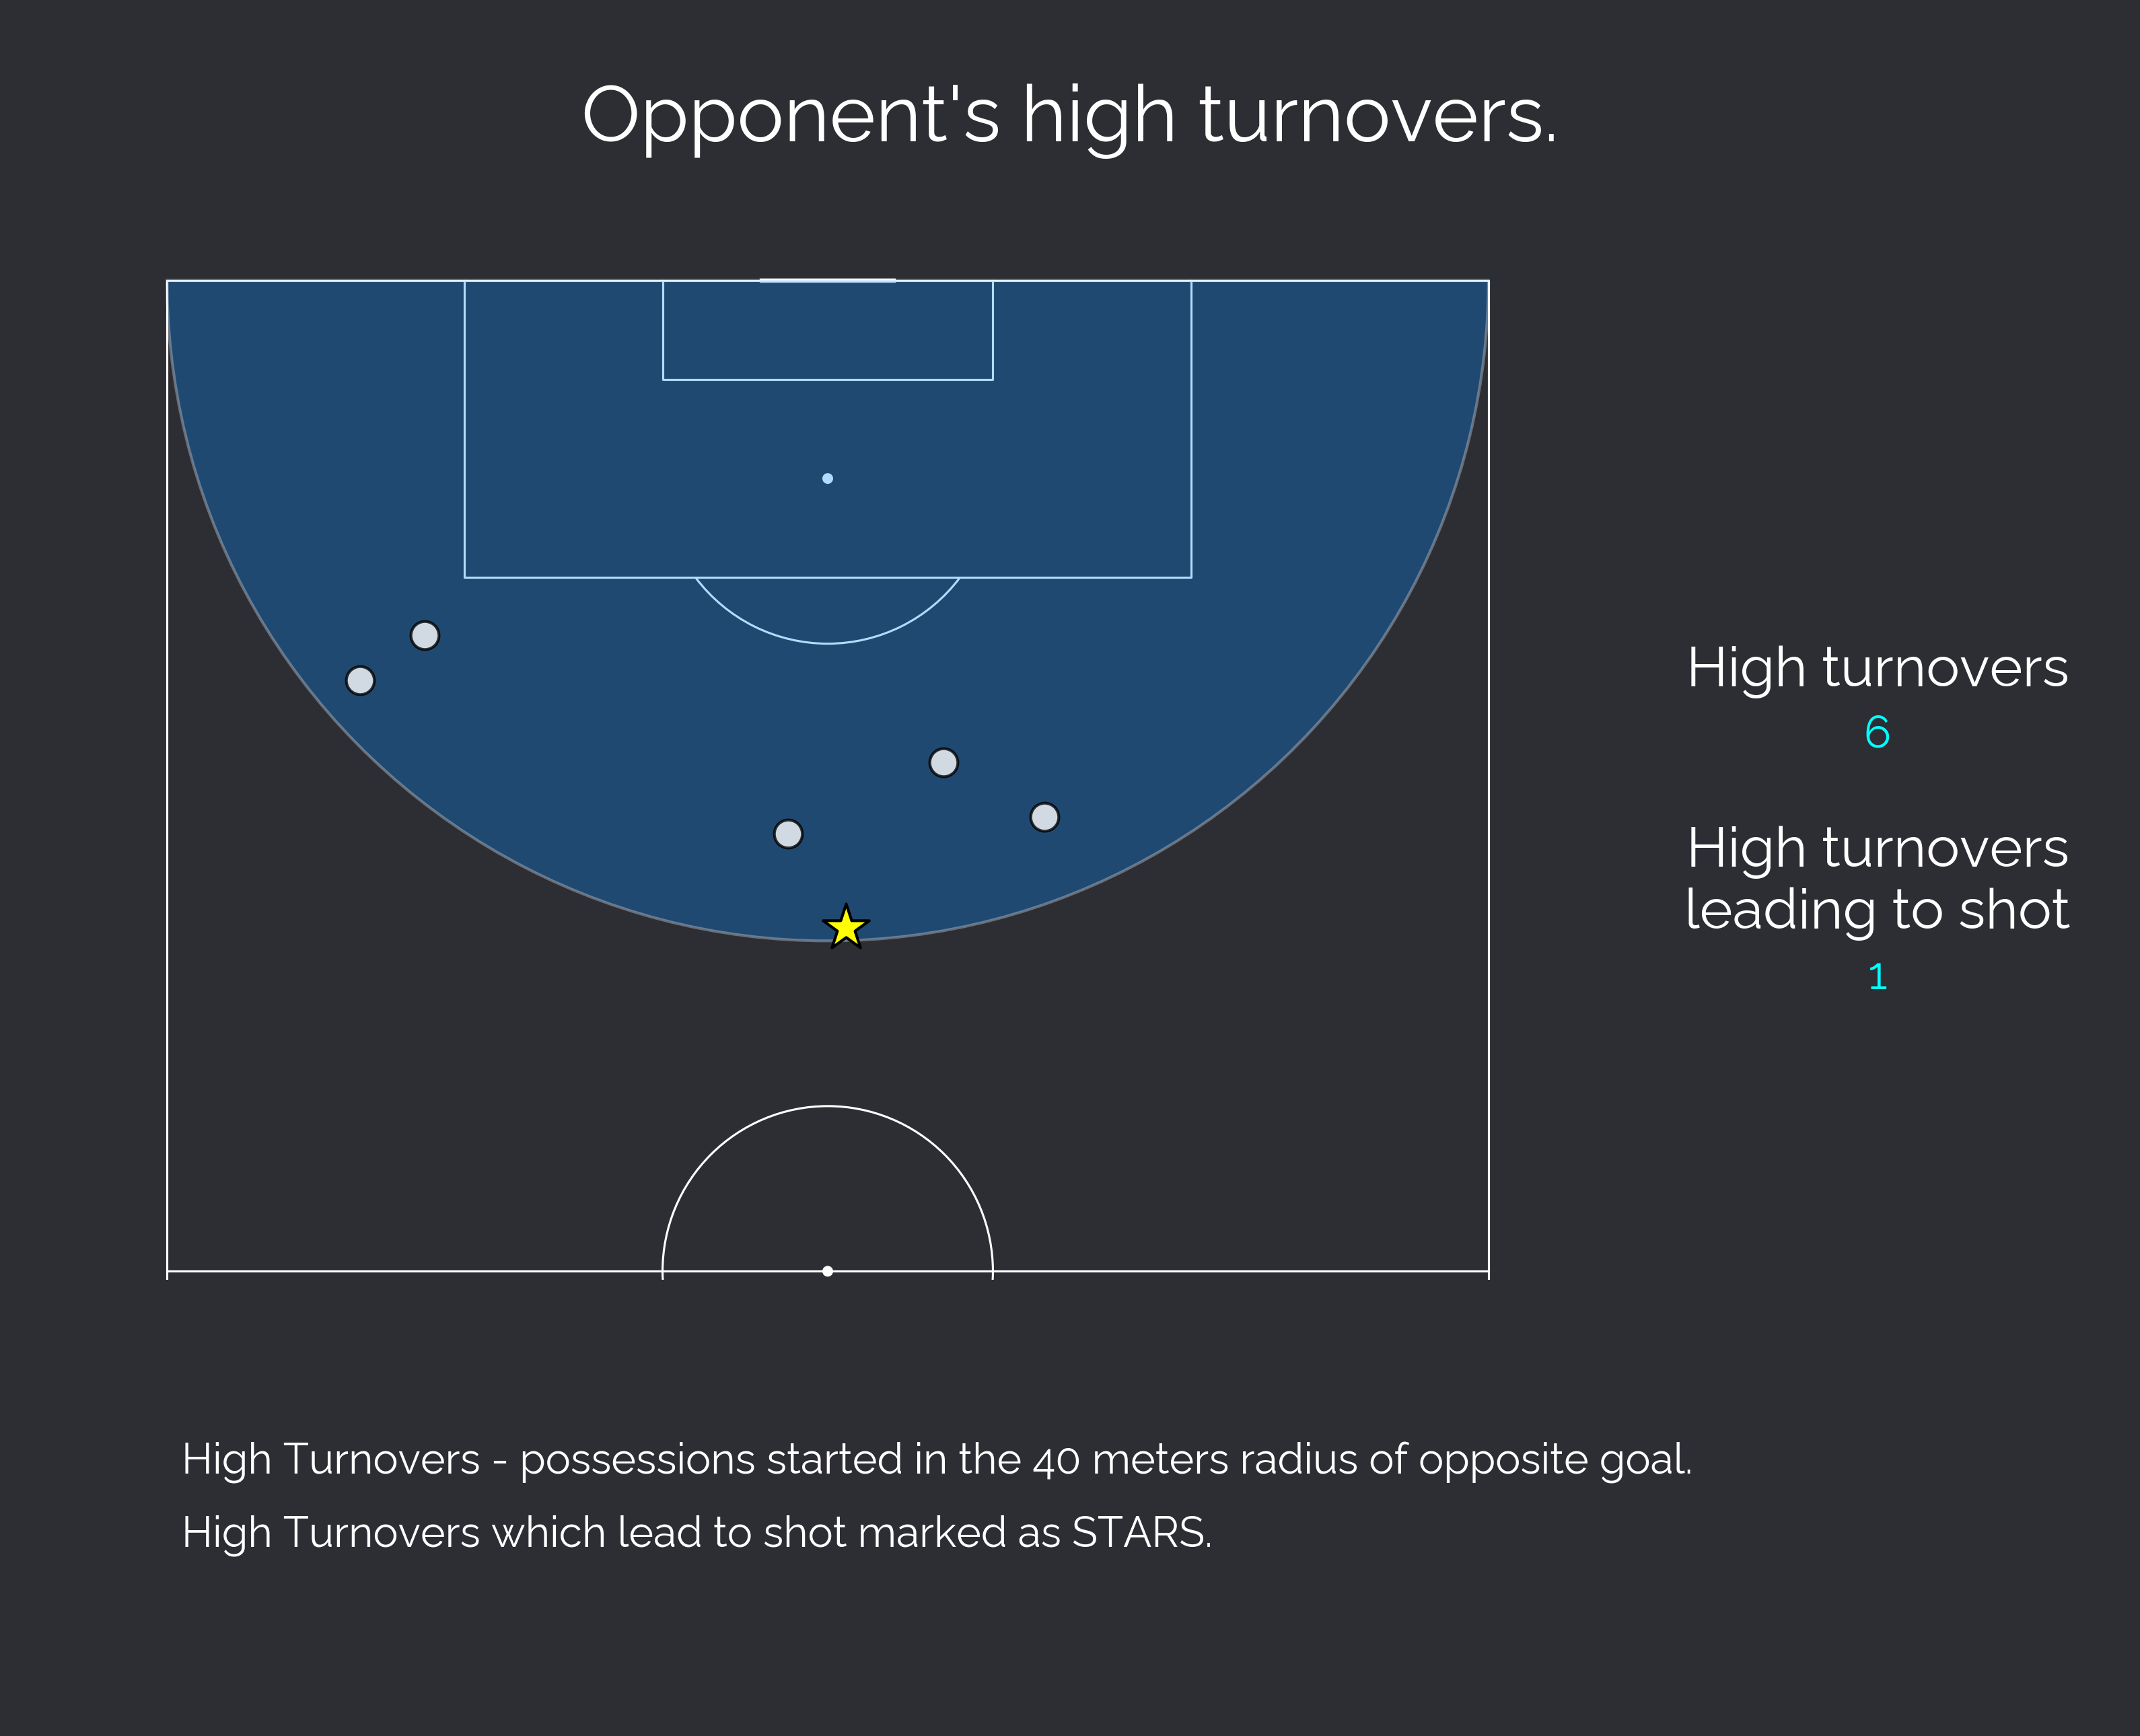 Opponent's high turnovers.
High turnovers
6
High turnovers
leading to shot
1
High Turnovers - possessions started in the 40 meters radius of opposite goal.
High Turnovers which lead to shot marked as STARS.